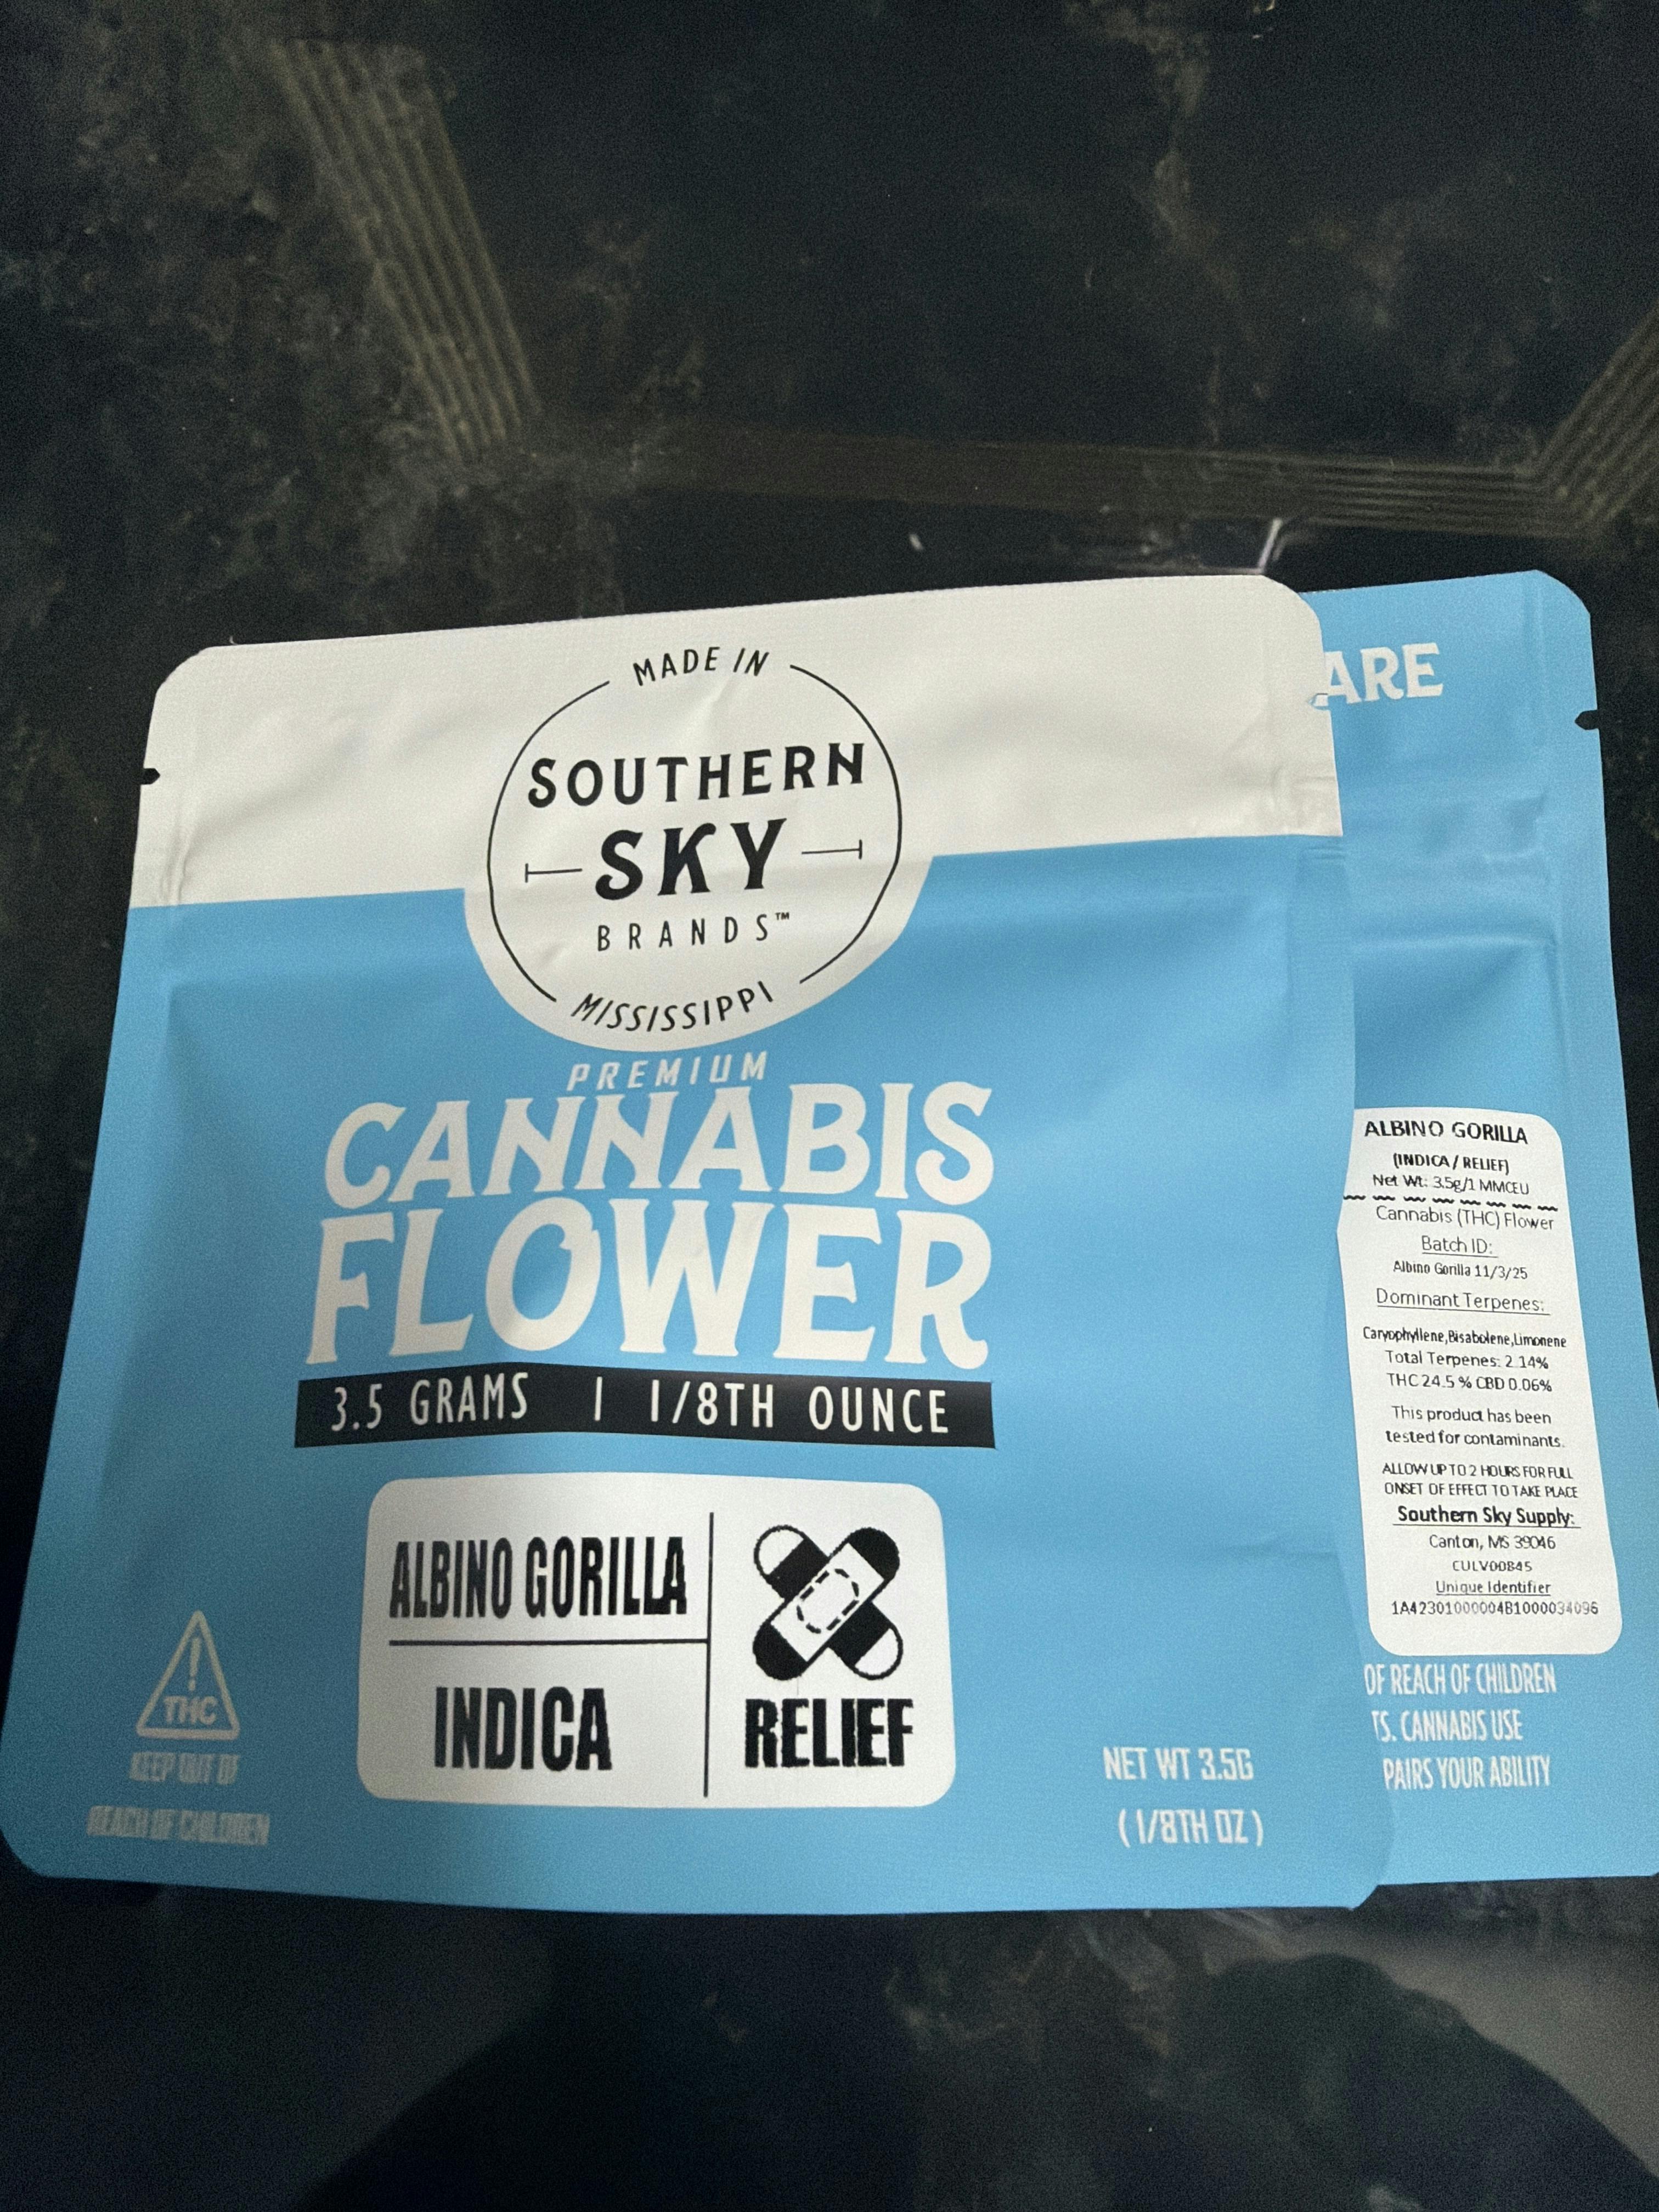 MADE IN
SOUTHERN
SKY
BRANDS™
MISSISSIPPI
PREMIUM
CANNABIS
FLOWER
3.5 GRAMS | 1/8TH OUNCE
ALBINO GORILLA
INDICA
RELIEF
THC
KEEP OUT OF
REACH OF CHILDREN
NET WT 3.5G
(1/8TH OZ)
ARE
ALBINO GORILLA
(INDICA / RELIEF)
Net Wt: 3.5g/1 MMCEU
Cannabis (THC) Flower
Batch ID:
Albino Gorilla 11/3/25
Dominant Terpenes:
Caryophyllene,Bisabolene,Limonene
Total Terpenes: 2.14%
THC 24.5 % CBD 0.06%
This product has been
tested for contaminants.
ALLOW UP TO 2 HOURS FOR FULL
ONSET OF EFFECT TO TAKE PLACE
Southern Sky Supply:
Canton, MS 39046
CULV00845
Unique Identifier
1A42301000004B1000034096
OF REACH OF CHILDREN
TS. CANNABIS USE
PAIRS YOUR ABILITY